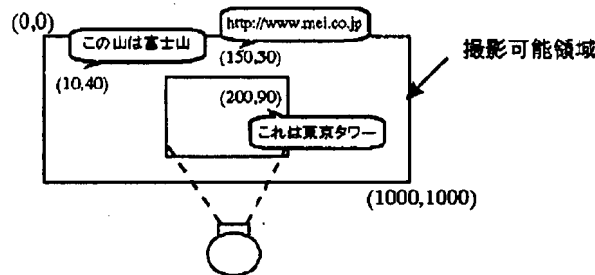 (0,0)
http://www.mei.co.jp
この山は富士山
撮影可能領域
(150,30)
(10,40)
(200,90)
これは東京タワー
(1000,1000)